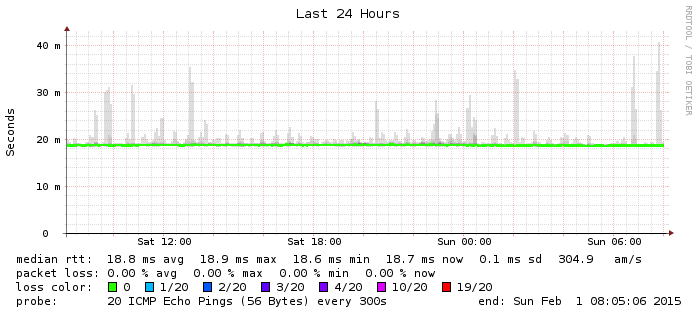 Last 24 Hours
RRDTOOL / TOBI OETIKER
Seconds
40 m
30 m
20 m
10 m
0
Sat 12:00 Sat 18:00 Sun 00:00 Sun 06:00
median rtt: 18.8 ms avg 18.9 ms max 18.6 ms min 18.7 ms now 0.1 ms sd 304.9 am/s
packet loss: 0.00 % avg 0.00 % max 0.00 % min 0.00 % now
loss color: 0 1/20 2/20 3/20 4/20 10/20 19/20
probe: 20 ICMP Echo Pings (56 Bytes) every 300s end: Sun Feb 1 08:05:06 2015